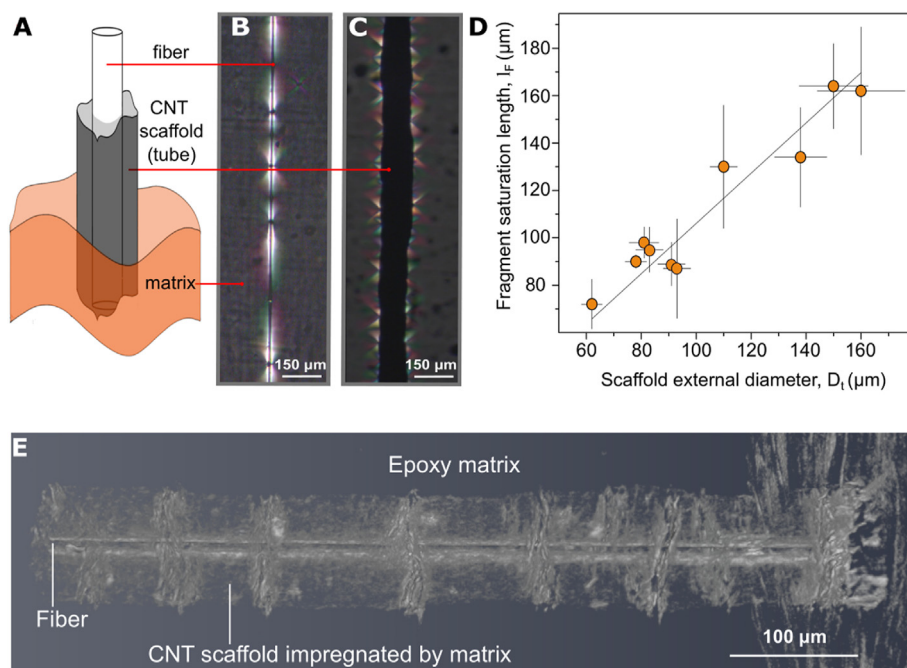 A
fiber
CNT
scaffold
(tube)
matrix
B
150 µm
C
150 µm
D
Fragment saturation length, l_F (µm)
180
160
140
120
100
80
60
80
100
120
140
160
Scaffold external diameter, D_t (µm)
E
Epoxy matrix
Fiber
CNT scaffold impregnated by matrix
100 µm